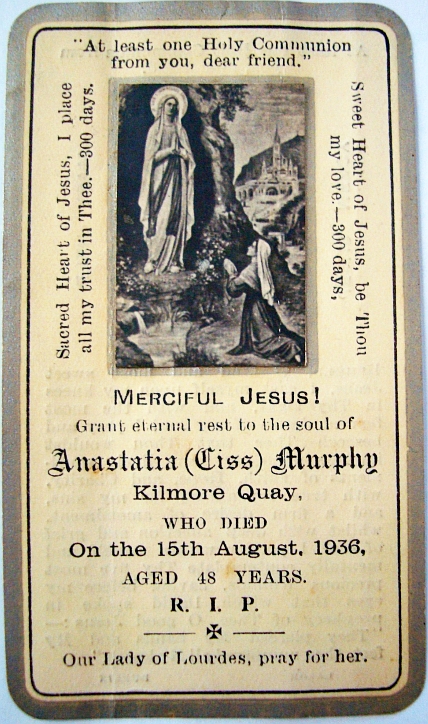 "At least one Holy Communion
from you, dear friend."
Sacred Heart of Jesus, I place
all my trust in Thee.—300 days.
Sweet Heart of Jesus, be Thou
my love.—300 days,
MERCIFUL JESUS!
Grant eternal rest to the soul of
Anastatia (Ciss) Murphy
Kilmore Quay,
WHO DIED
On the 15th August, 1936,
AGED 48 YEARS.
R. I. P.
Our Lady of Lourdes, pray for her.